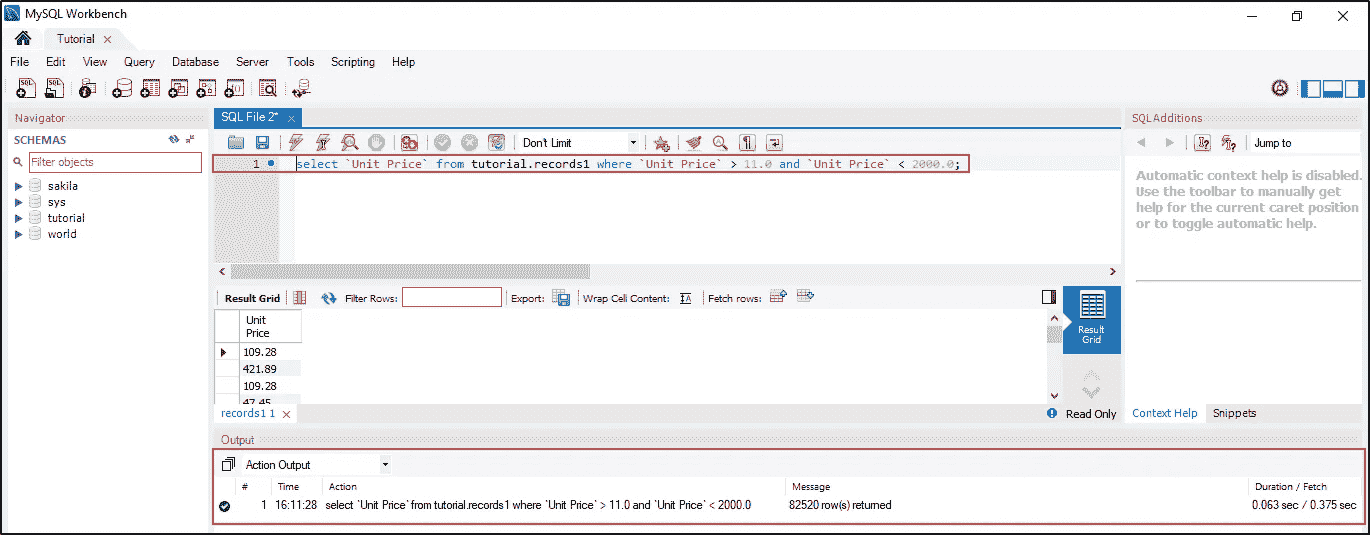 MySQL Workbench
Tutorial
File Edit View Query Database Server Tools Scripting Help
Navigator
SCHEMAS
Filter objects
sakila
sys
tutorial
world
SQL File 2*
Don't Limit
1 select `Unit Price` from tutorial.records1 where `Unit Price` > 11.0 and `Unit Price` < 2000.0;
Result Grid Filter Rows: Export: Wrap Cell Content: Fetch rows:
Unit
Price
109.28
421.89
109.28
47.45
Result
Grid
records1 1
Read Only
SQLAdditions
Jump to
Automatic context help is disabled.
Use the toolbar to manually get
help for the current caret position
or to toggle automatic help.
Context Help Snippets
Output
Action Output
# Time Action Message Duration / Fetch
1 16:11:28 select `Unit Price` from tutorial.records1 where `Unit Price` > 11.0 and `Unit Price` < 2000.0 82520 row(s) returned 0.063 sec / 0.375 sec